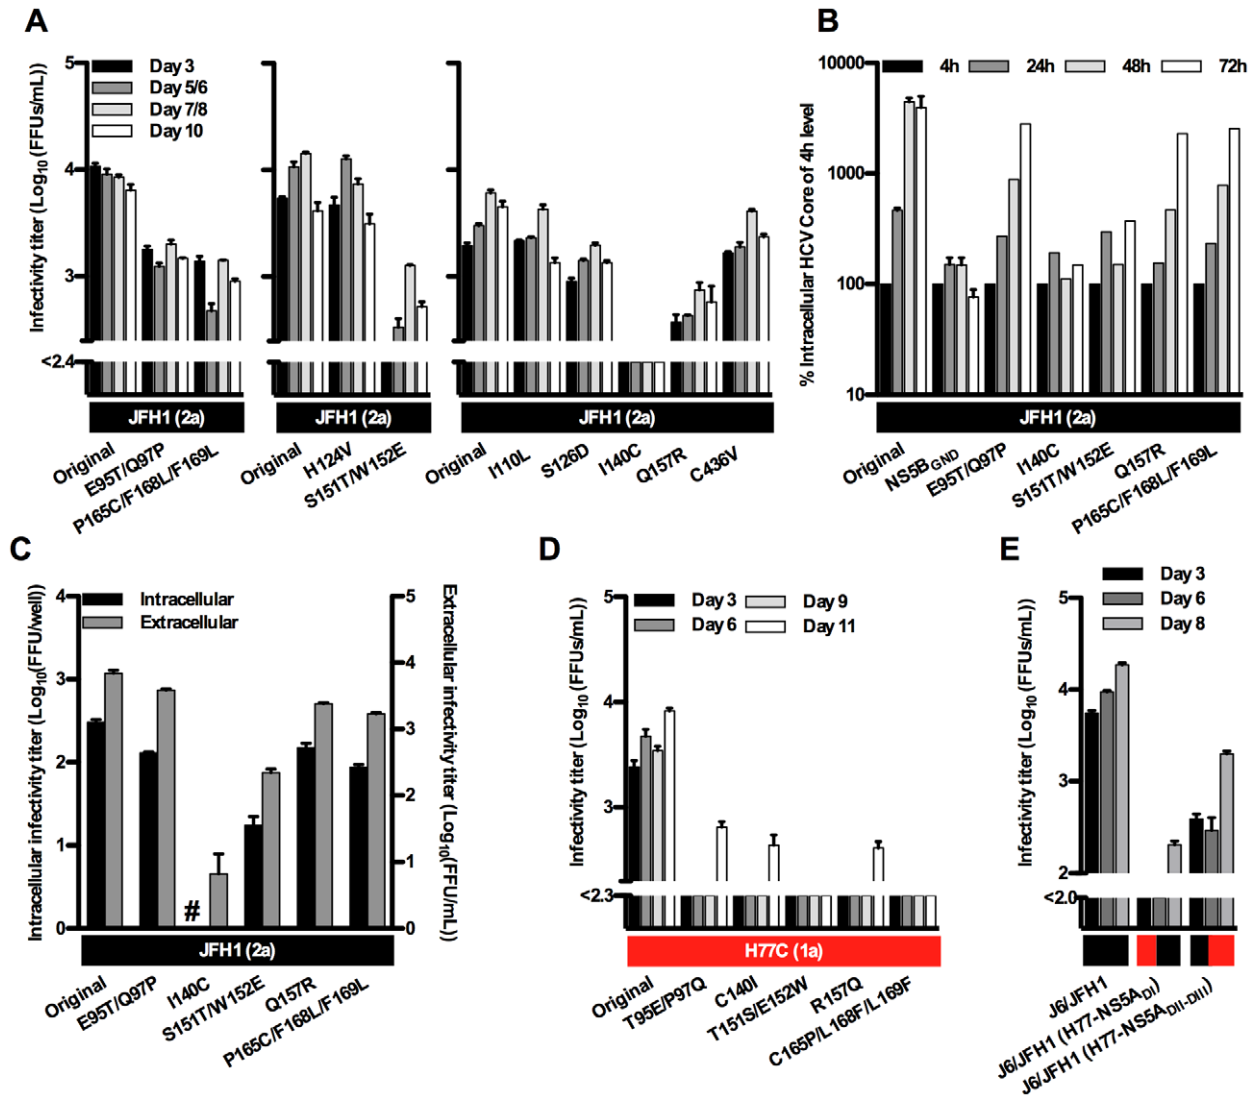 A
Infectivity titer (Log10 (FFUs/mL))
5
4
3
<2.4
Day 3
Day 5/6
Day 7/8
Day 10
JFH1 (2a)
JFH1 (2a)
JFH1 (2a)
Original
E95T/Q97P
P165C/F168L/F169L
Original
H124V
S151T/W152E
Original
I110L
S126D
I140C
Q157R
C436V
B
% Intracellular HCV Core of 4h level
10000
1000
100
10
4h
24h
48h
72h
JFH1 (2a)
Original
NS5BGND
E95T/Q97P
I140C
S151T/W152E
Q157R
P165C/F168L/F169L
C
Intracellular infectivity titer (Log10(FFU/well))
4
3
2
1
0
Intracellular
Extracellular
#
5
4
3
2
1
0
Extracellular infectivity titer (Log10(FFU/mL))
JFH1 (2a)
Original
E95T/Q97P
I140C
S151T/W152E
Q157R
P165C/F168L/F169L
D
Infectivity titer (Log10 (FFUs/mL))
5
4
3
<2.3
Day 3
Day 6
Day 9
Day 11
H77C (1a)
Original
T95E/P97Q
C140I
T151S/E152W
R157Q
C165P/L168F/L169F
E
Infectivity titer (Log10 (FFUs/mL))
5
4
3
2
<2.0
Day 3
Day 6
Day 8
J6/JFH1
J6/JFH1 (H77-NS5ADI)
J6/JFH1 (H77-NS5ADII-DIII)